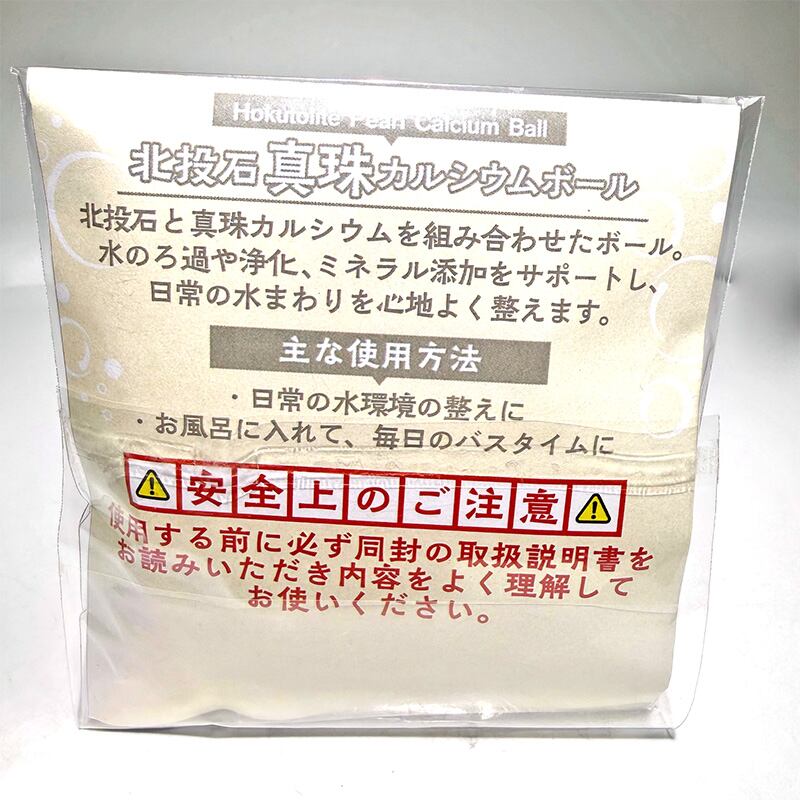 Hokutolite Pearl Calcium Ball
北投石 真珠カルシウムボール
北投石と真珠カルシウムを組み合わせたボール。
水のろ過や浄化、ミネラル添加をサポートし、
日常の水まわりを心地よく整えます。
主な使用方法
・日常の水環境の整えに
・お風呂に入れて、毎日のバスタイムに
安全上のご注意
使用する前に必ず同封の取扱説明書を
お読みいただき内容をよく理解して
お使いください。